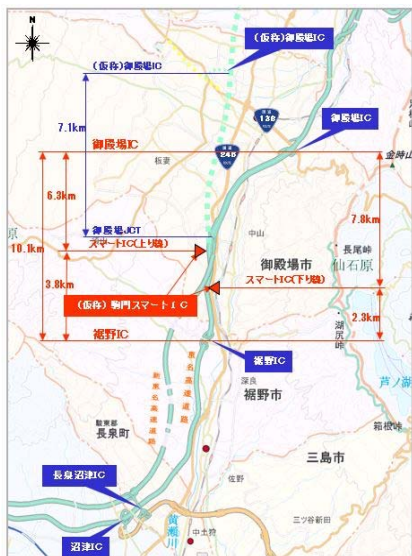 N
(仮称)御殿場IC
(仮称)御殿場IC
7.1km
138
御殿場IC
御殿場IC
246
金時山
板妻
6.3km
7.8km
御殿場JCT
中山
スマートIC(上り線)
長尾峠
原
10.1km
御殿場市
仙石原
スマートIC(下り線)
3.8km
(仮称)駒門スマートIC
湖尻峠
2.3km
裾野IC
裾野IC
芦ノ湖
深良
東名高速道路
新東名高速道路
裾野市
駿東郡
長泉町
箱根峠
三島市
長泉沼津IC
佐野
沼津IC
黄瀬川
三ツ谷新田
中土狩